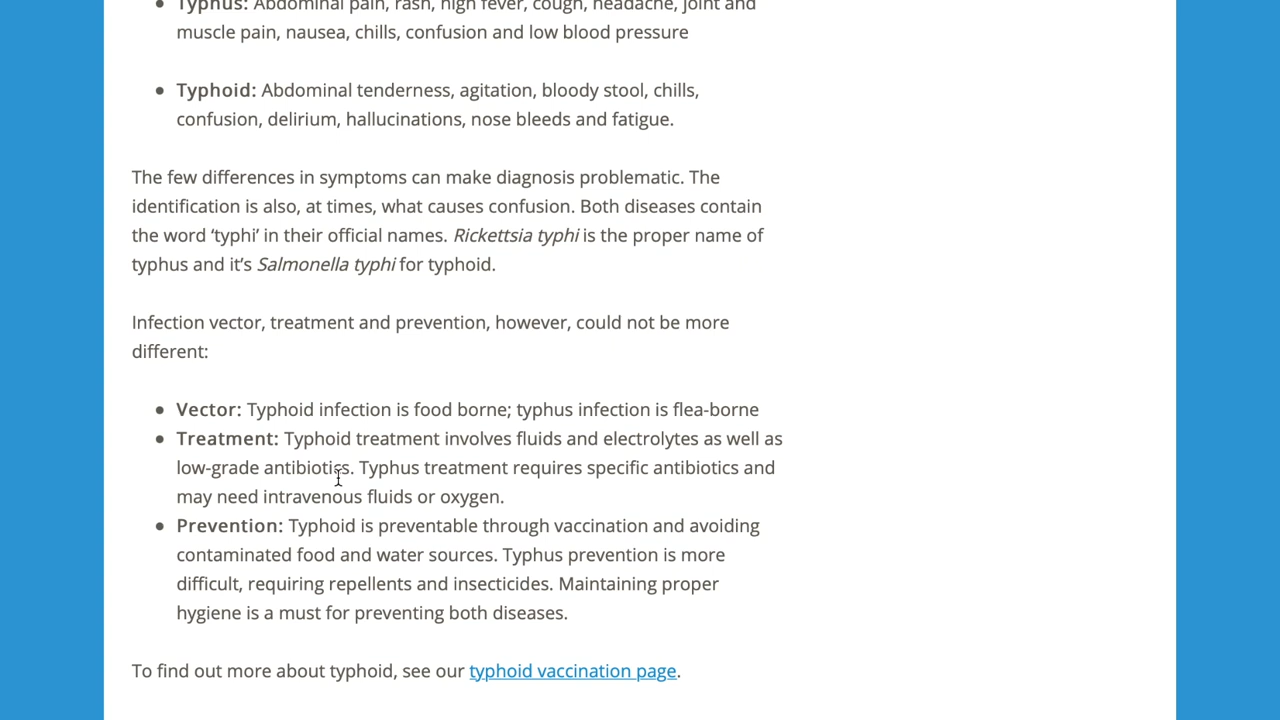 Typhus: Abdominal pain, rash, high fever, cough, headache, joint and
muscle pain, nausea, chills, confusion and low blood pressure
Typhoid: Abdominal tenderness, agitation, bloody stool, chills,
confusion, delirium, hallucinations, nose bleeds and fatigue.
The few differences in symptoms can make diagnosis problematic. The
identification is also, at times, what causes confusion. Both diseases contain
the word ‘typhi’ in their official names. Rickettsia typhi is the proper name of
typhus and it’s Salmonella typhi for typhoid.
Infection vector, treatment and prevention, however, could not be more
different:
Vector: Typhoid infection is food borne; typhus infection is flea-borne
Treatment: Typhoid treatment involves fluids and electrolytes as well as
low-grade antibiotics. Typhus treatment requires specific antibiotics and
may need intravenous fluids or oxygen.
Prevention: Typhoid is preventable through vaccination and avoiding
contaminated food and water sources. Typhus prevention is more
difficult, requiring repellents and insecticides. Maintaining proper
hygiene is a must for preventing both diseases.
To find out more about typhoid, see our typhoid vaccination page.